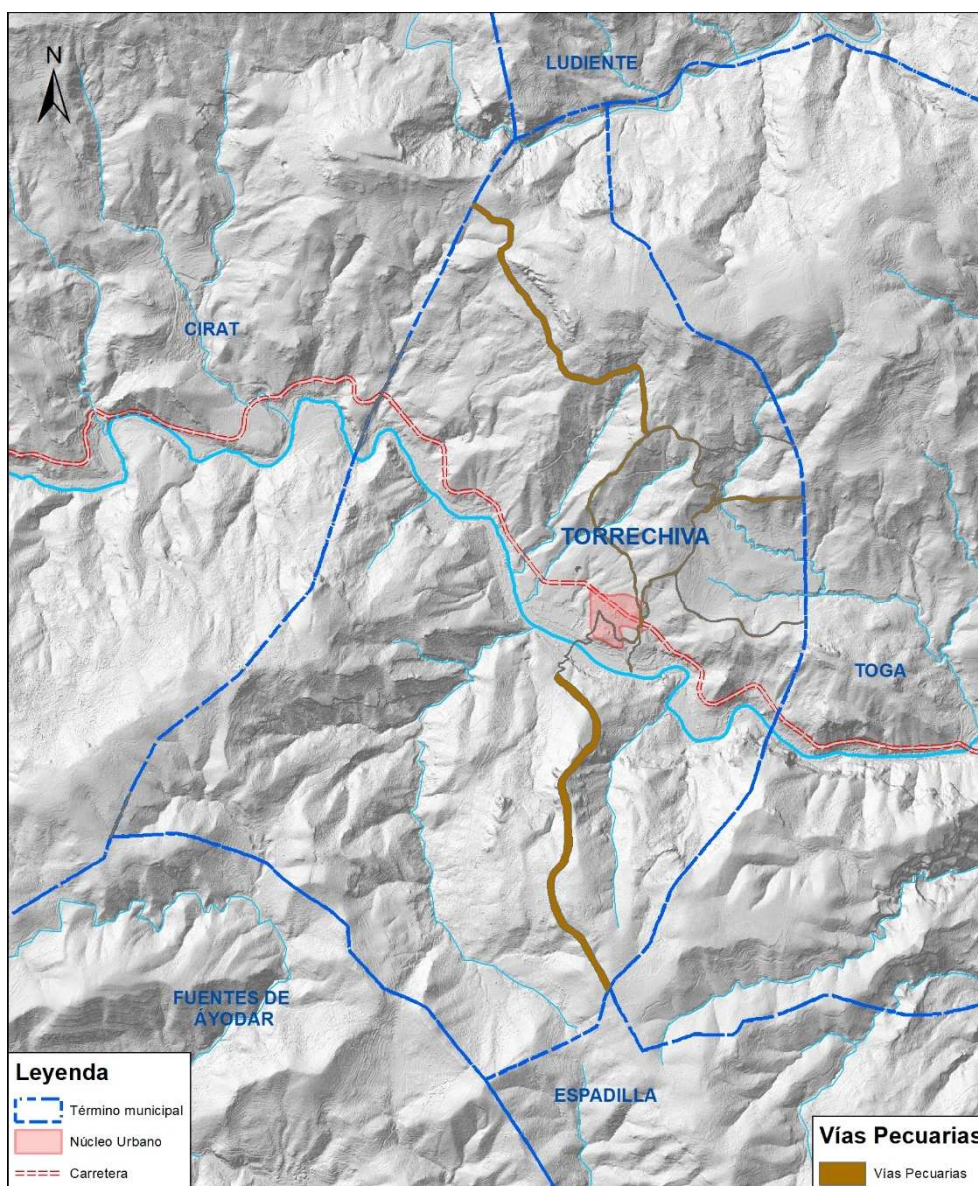 N
LUDIENTE
CIRAT
TORRECHIVA
TOGA
FUENTES DE
ÁYODAR
ESPADILLA
Leyenda
Término municipal
Núcleo Urbano
Carretera
Vías Pecuarias
Vías Pecuarias